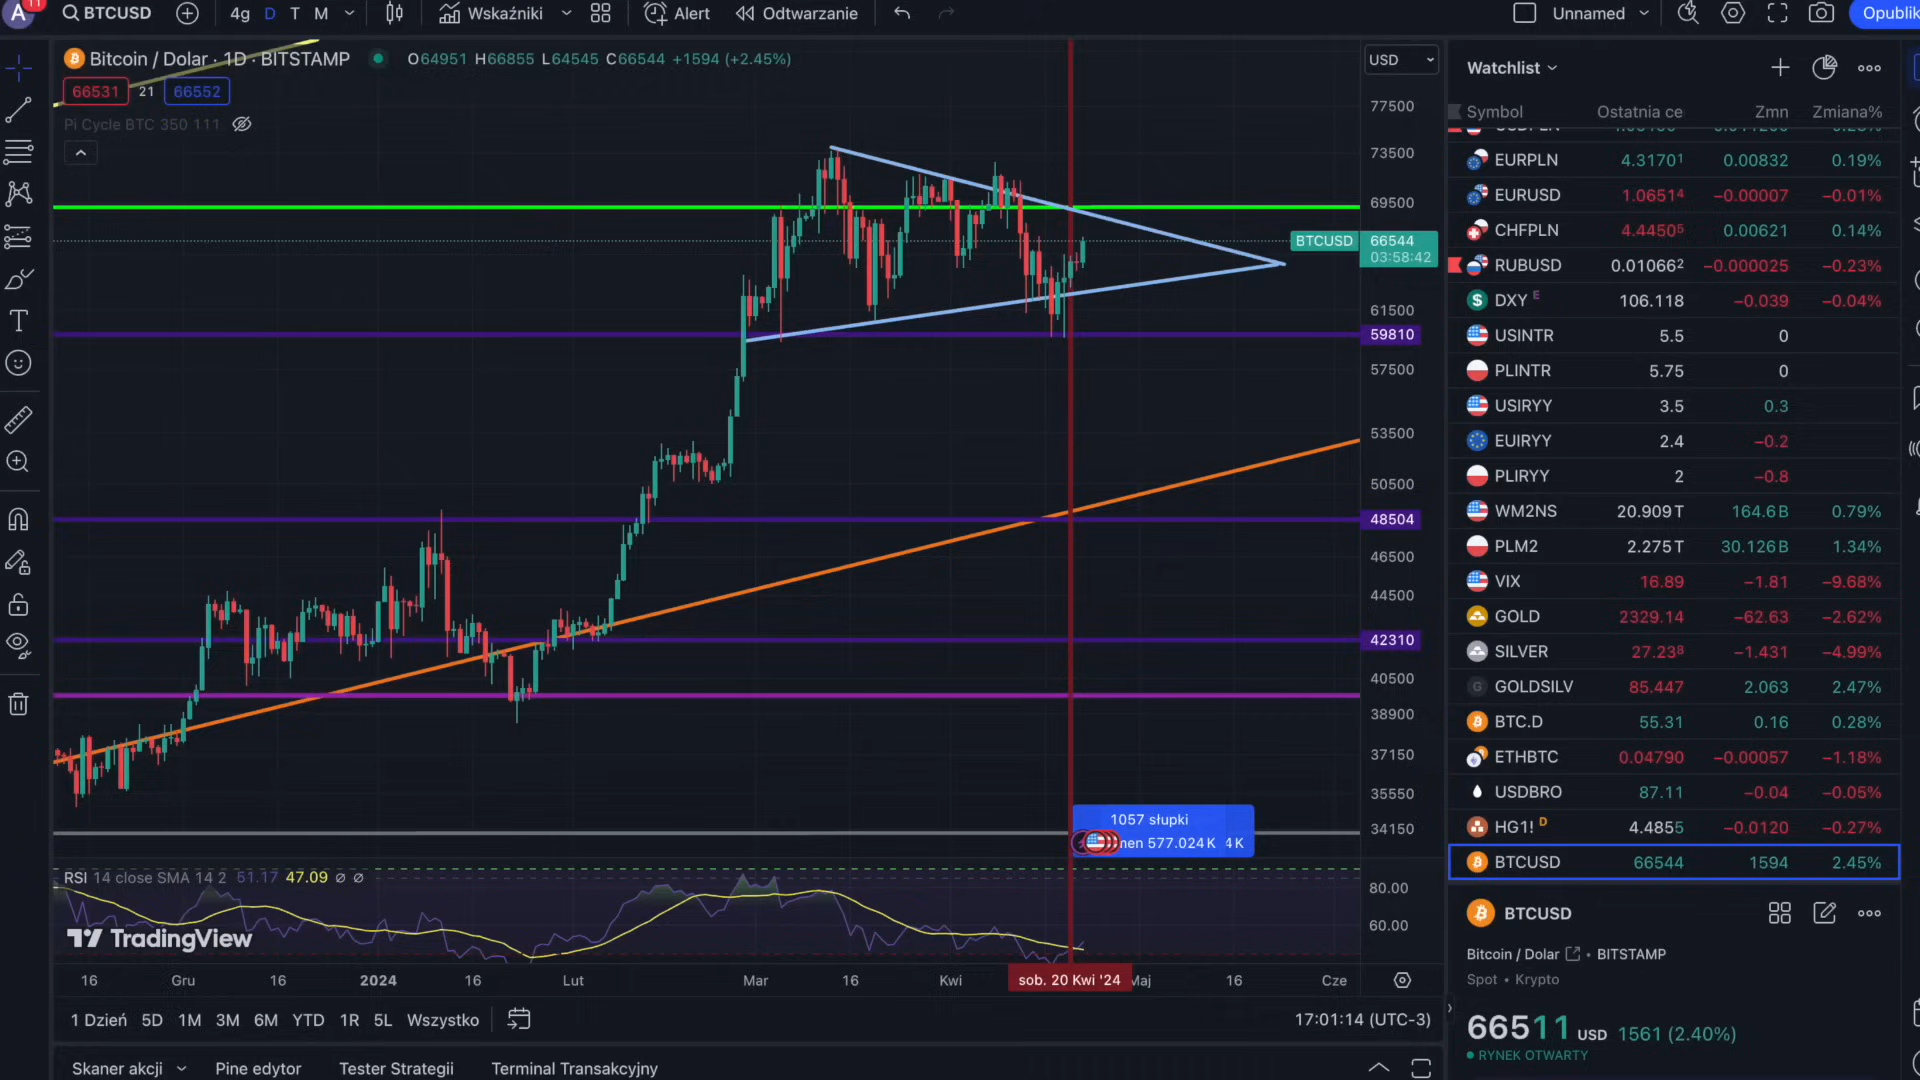 A 11 BTCUSD 4g D T M Wskaźniki Alert Odtwarzanie Unnamed Opublik
Bitcoin / Dolar · 1D · BITSTAMP O64951 H66855 L64545 C66544 +1594 (+2.45%)
66531 21 66552
Pi Cycle BTC 350 111
USD
77500
73500
69500
BTCUSD 66544
03:58:42
61500
59810
57500
53500
50500
48504
46500
44500
42310
40500
38900
37150
35550
34150
1057 słupki
577.024K 4K
RSI 14 close SMA 14 2 51.17 47.09 ∅ ∅
80.00
60.00
TradingView
16 Gru 16 2024 16 Lut Mar 16 Kwi sob. 20 Kwi '24 Maj 16 Cze
1 Dzień 5D 1M 3M 6M YTD 1R 5L Wszystko 17:01:14 (UTC-3)
Skaner akcji Pine edytor Tester Strategii Terminal Transakcyjny
Watchlist
Symbol Ostatnia ce Zmn Zmiana%
EURPLN 4.31701 0.00832 0.19%
EURUSD 1.06514 −0.00007 −0.01%
CHFPLN 4.44505 0.00621 0.14%
RUBUSD 0.010662 −0.000025 −0.23%
DXY E 106.118 −0.039 −0.04%
USINTR 5.5 0
PLINTR 5.75 0
USIRYY 3.5 0.3
EUIRYY 2.4 −0.2
PLIRYY 2 −0.8
WM2NS 20.909T 164.6B 0.79%
PLM2 2.275T 30.126B 1.34%
VIX 16.89 −1.81 −9.68%
GOLD 2329.14 −62.63 −2.62%
SILVER 27.238 −1.431 −4.99%
GOLDSILV 85.447 2.063 2.47%
BTC.D 55.31 0.16 0.28%
ETHBTC 0.04790 −0.00057 −1.18%
USDBRO 87.11 −0.04 −0.05%
HG1! D 4.4855 −0.0120 −0.27%
BTCUSD 66544 1594 2.45%
BTCUSD
Bitcoin / Dolar • BITSTAMP
Spot • Krypto
66511 USD 1561 (2.40%)
RYNEK OTWARTY